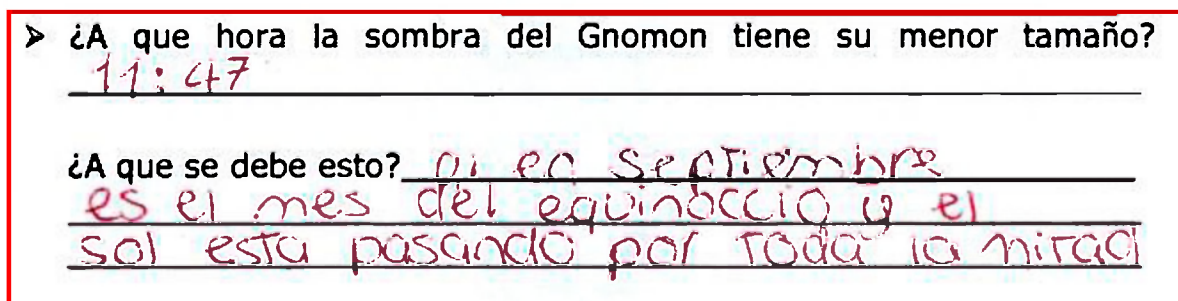 ➤ ¿A que hora la sombra del Gnomon tiene su menor tamaño?
11:47
¿A que se debe esto? en septiembre
es el mes del equinoccio y el
sol esta pasando por toda la mitad